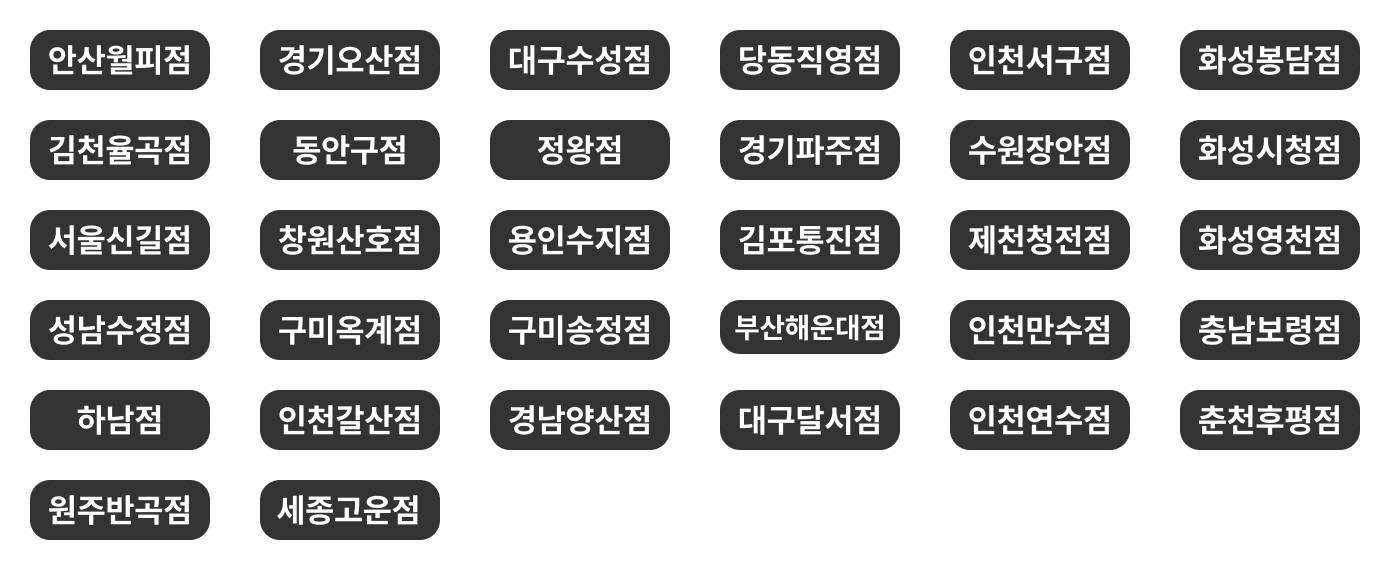 안산월피점 경기오산점 대구수성점 당동직영점 인천서구점 화성봉담점
김천율곡점 동안구점 정왕점 경기파주점 수원장안점 화성시청점
서울신길점 창원산호점 용인수지점 김포통진점 제천청전점 화성영천점
성남수정점 구미옥계점 구미송정점 부산해운대점 인천만수점 충남보령점
하남점 인천갈산점 경남양산점 대구달서점 인천연수점 춘천후평점
원주반곡점 세종고운점